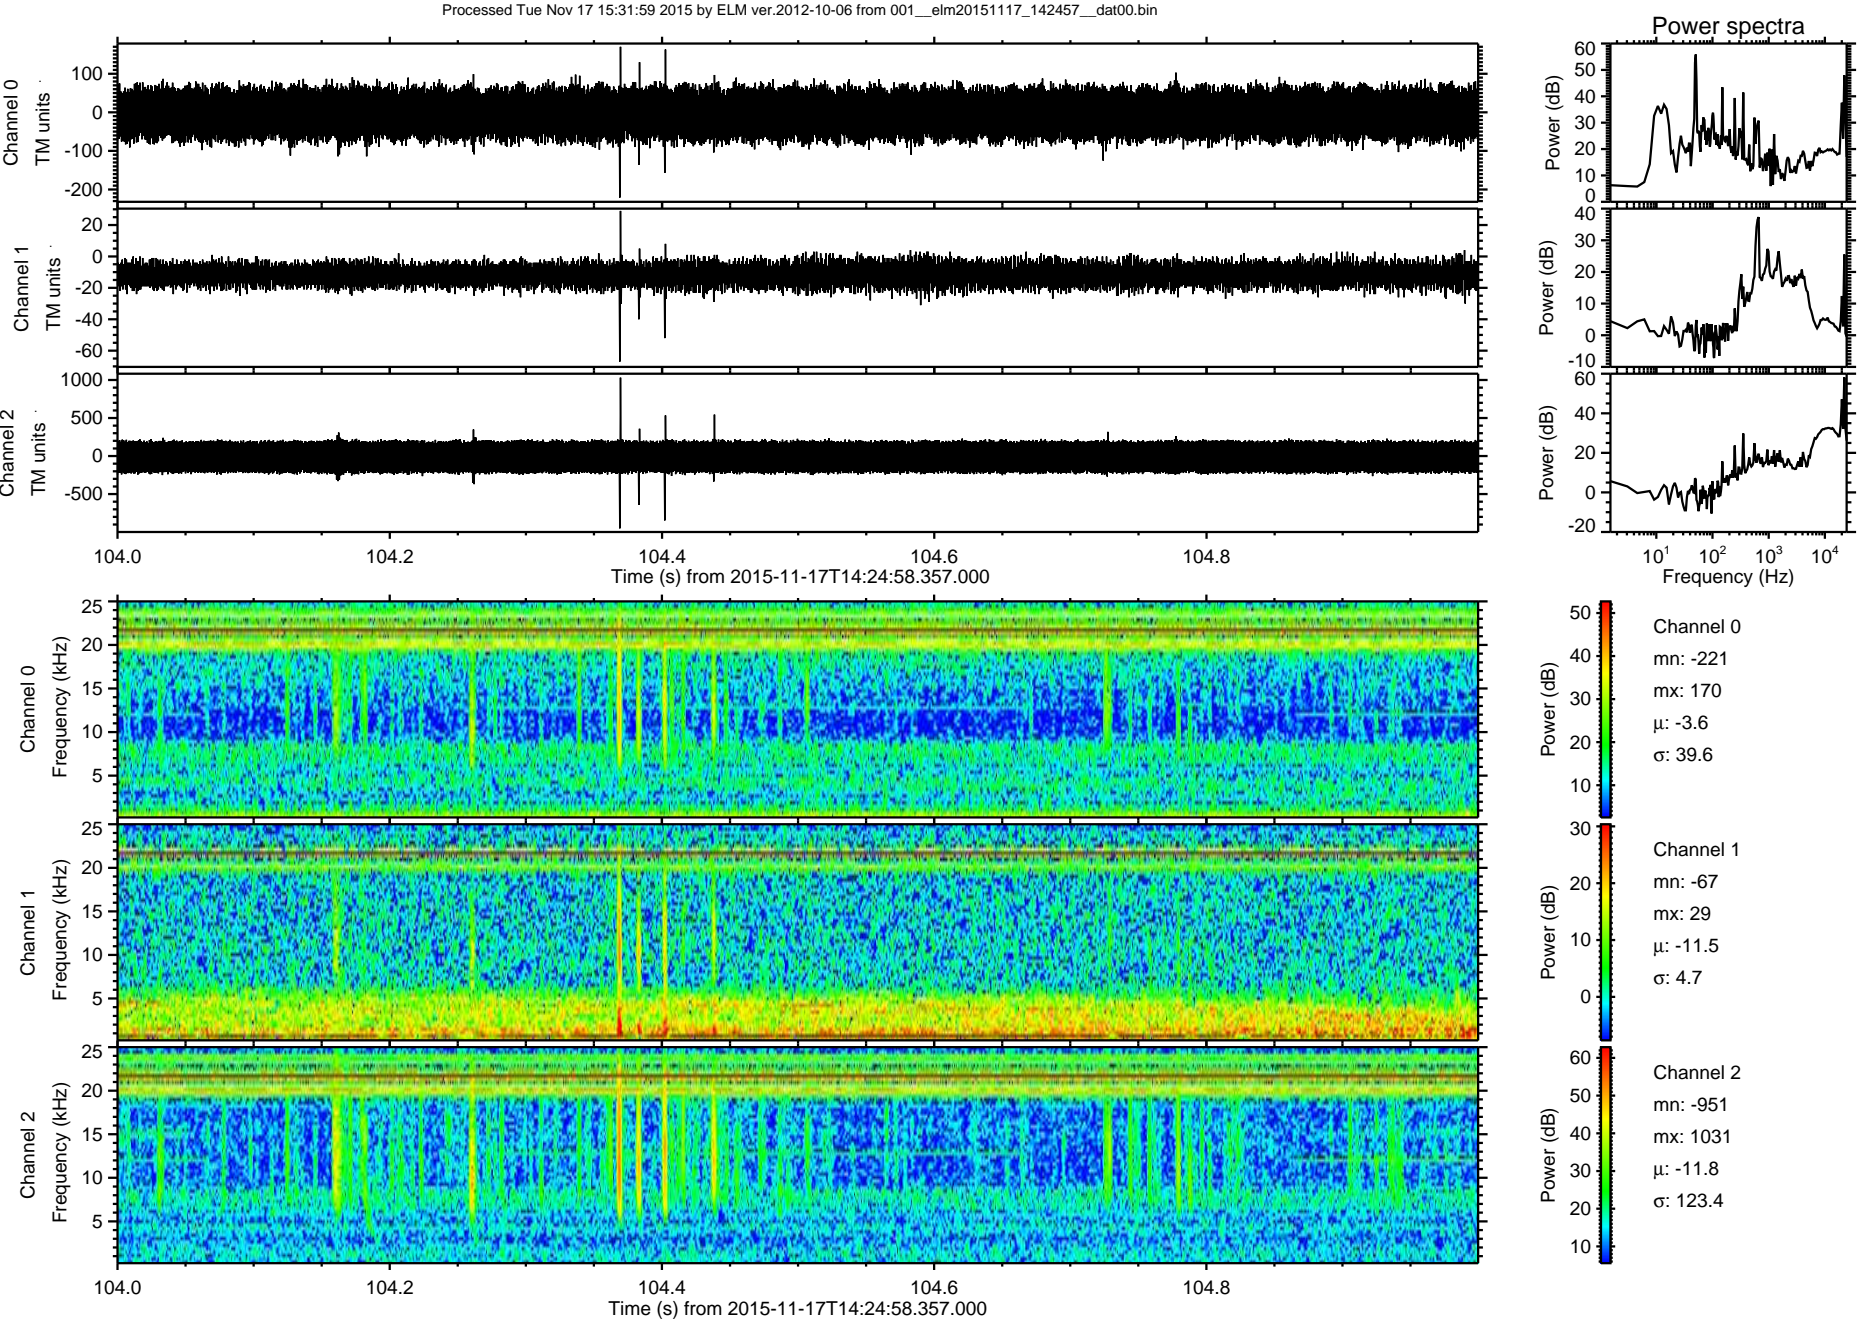 Processed Tue Nov 17 15:31:59 2015 by ELM ver.2012-10-06 from 001__elm20151117_142457__dat00.bin
Power spectra
Channel 0
TM units
100
0
-100
-200
Power (dB)
60
50
40
30
20
10
0
Channel 1
TM units
20
0
-20
-40
-60
Power (dB)
40
30
20
10
0
-10
Channel 2
TM units
1000
500
0
-500
Power (dB)
60
40
20
0
-20
104.0
104.2
104.4
104.6
104.8
Time (s) from 2015-11-17T14:24:58.357.000
10^1
10^2
10^3
10^4
Frequency (Hz)
Channel 0
Frequency (kHz)
25
20
15
10
5
Power (dB)
50
40
30
20
10
Channel 0
mn: -221
mx: 170
μ: -3.6
σ: 39.6
Channel 1
Frequency (kHz)
25
20
15
10
5
Power (dB)
30
20
10
0
Channel 1
mn: -67
mx: 29
μ: -11.5
σ: 4.7
Channel 2
Frequency (kHz)
25
20
15
10
5
Power (dB)
60
50
40
30
20
10
Channel 2
mn: -951
mx: 1031
μ: -11.8
σ: 123.4
104.0
104.2
104.4
104.6
104.8
Time (s) from 2015-11-17T14:24:58.357.000